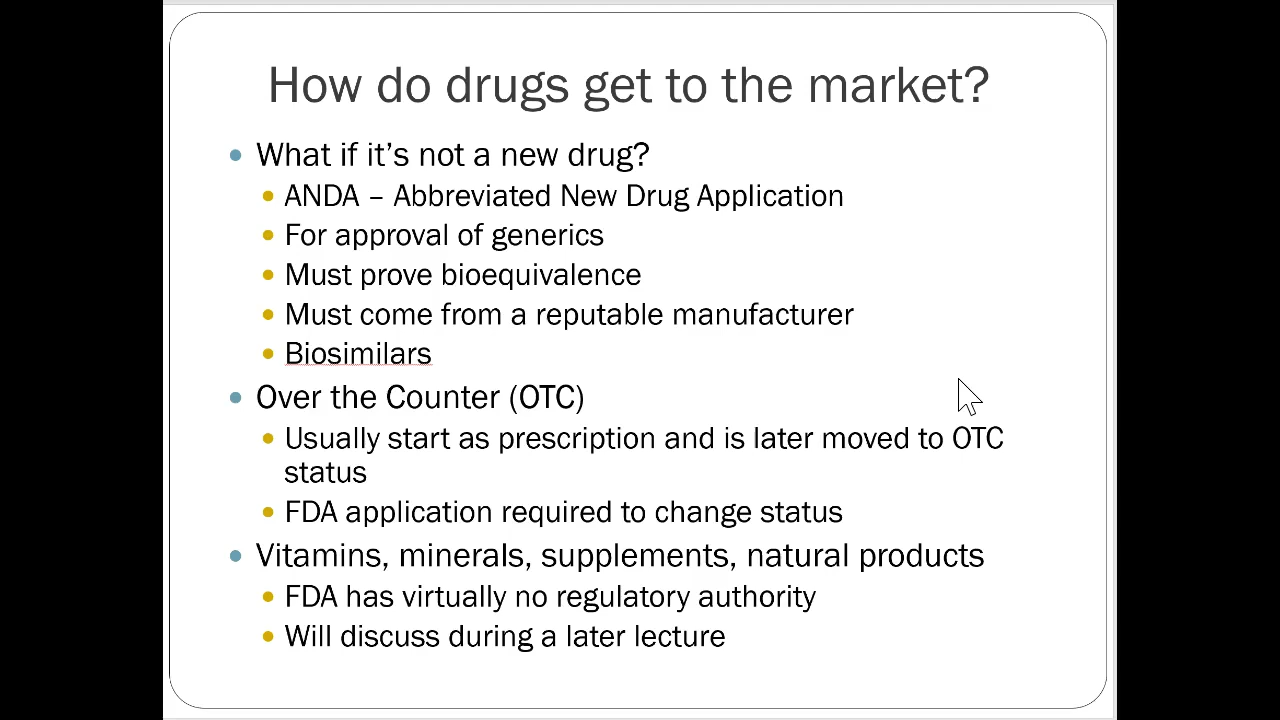 How do drugs get to the market?
What if it's not a new drug?
ANDA – Abbreviated New Drug Application
For approval of generics
Must prove bioequivalence
Must come from a reputable manufacturer
Biosimilars
Over the Counter (OTC)
Usually start as prescription and is later moved to OTC
status
FDA application required to change status
Vitamins, minerals, supplements, natural products
FDA has virtually no regulatory authority
Will discuss during a later lecture